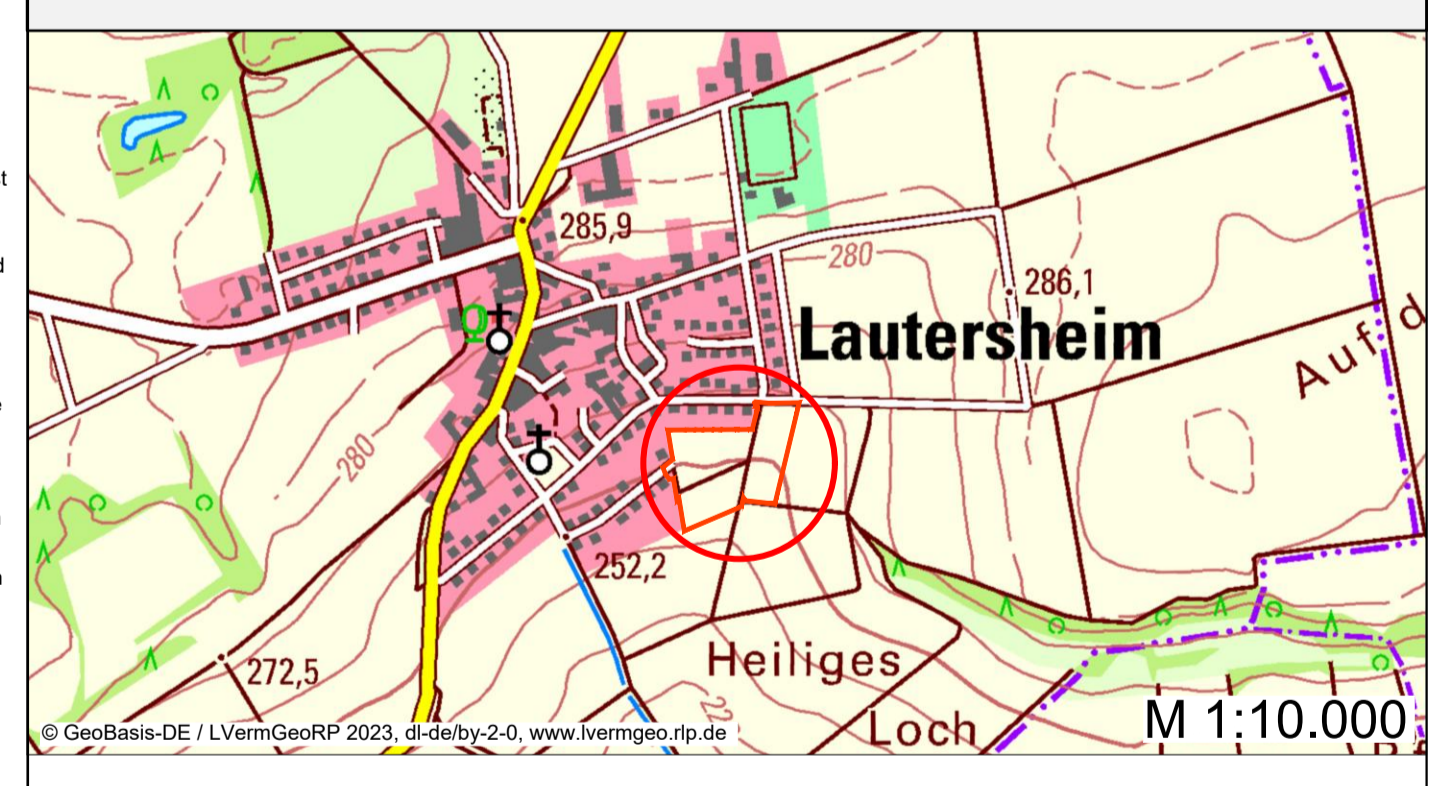 285,9
280
286,1
Lautersheim
Auf d
280
252,2
Heiliges
272,5
22
Loch
M 1:10.000
© GeoBasis-DE / LVermGeoRP 2023, dl-de/by-2-0, www.lvermgeo.rlp.de